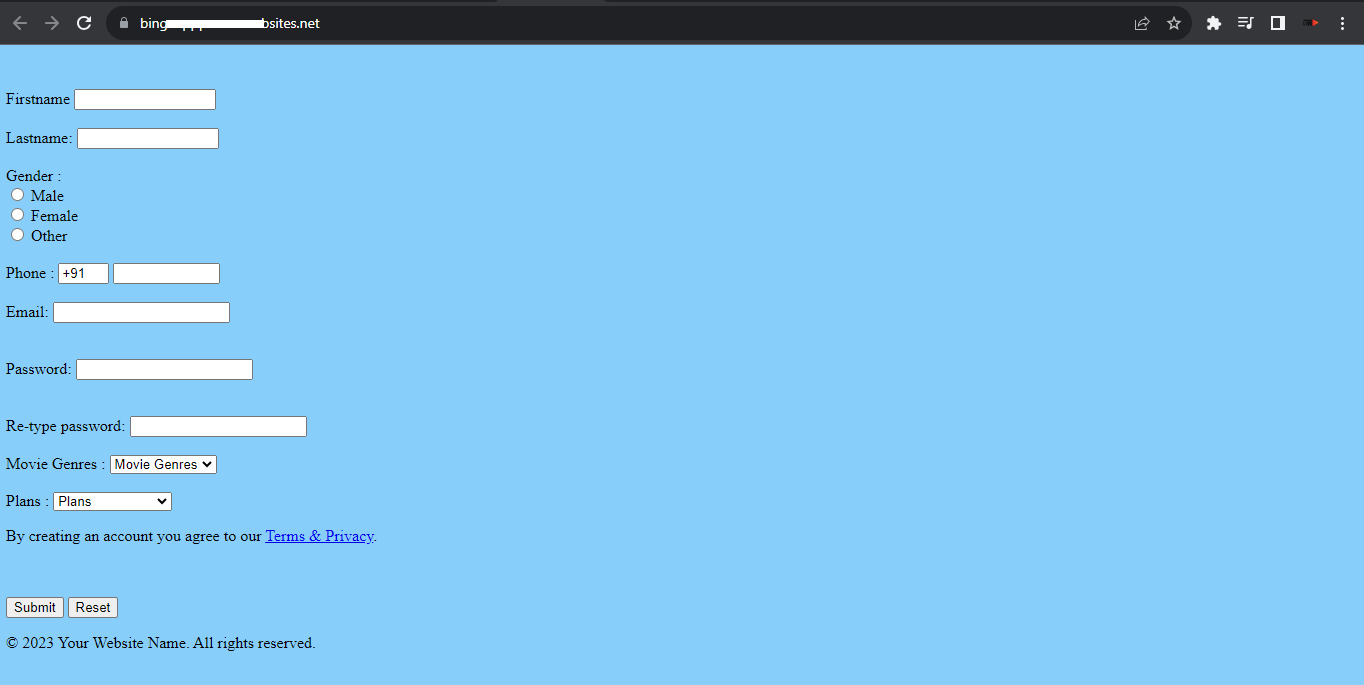 bing bsites.net
Firstname
Lastname:
Gender :
Male
Female
Other
Phone : +91
Email:
Password:
Re-type password:
Movie Genres : Movie Genres
Plans : Plans
By creating an account you agree to our Terms & Privacy.
Submit Reset
© 2023 Your Website Name. All rights reserved.